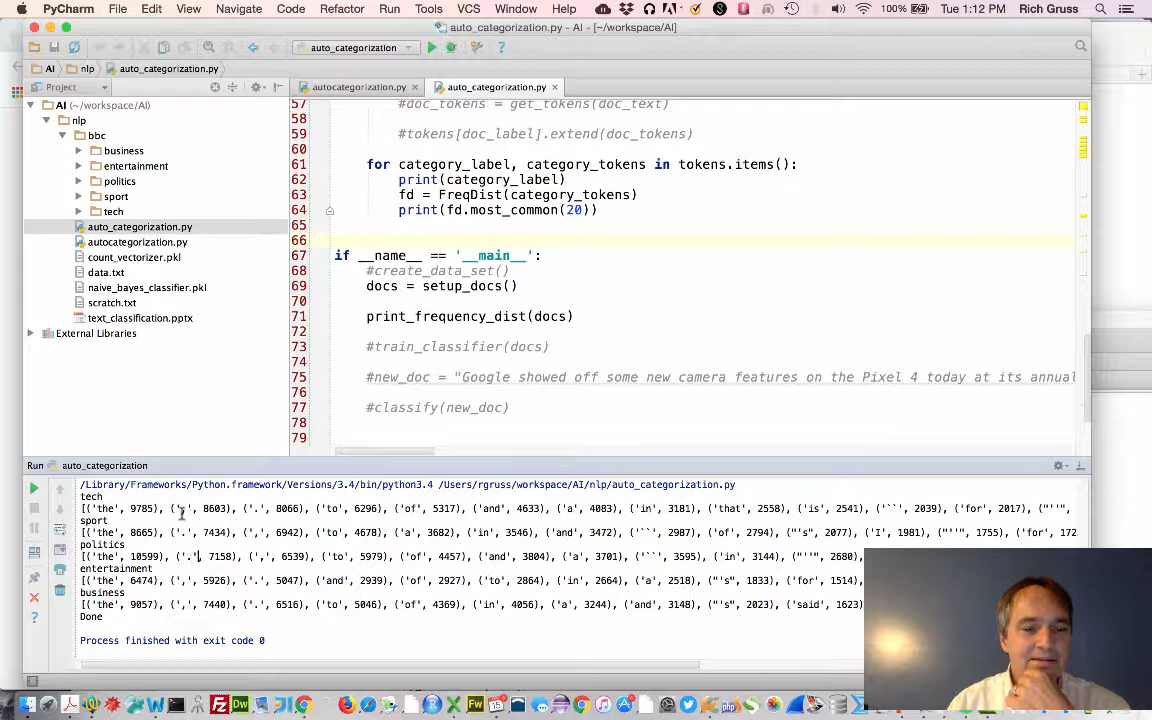 PyCharm File Edit View Navigate Code Refactor Run Tools VCS Window Help 100% Tue 1:12 PM Rich Gruss
auto_categorization.py - AI - [~/workspace/AI]
auto_categorization
AI nlp auto_categorization.py
Project autocategorization.py auto_categorization.py
AI (~/workspace/AI)
nlp
bbc
business
entertainment
politics
sport
tech
auto_categorization.py
autocategorization.py
count_vectorizer.pkl
data.txt
naive_bayes_classifier.pkl
scratch.txt
text_classification.pptx
External Libraries
57 #doc_tokens = get_tokens(doc_text)
58
59 #tokens[doc_label].extend(doc_tokens)
60
61 for category_label, category_tokens in tokens.items():
62 print(category_label)
63 fd = FreqDist(category_tokens)
64 print(fd.most_common(20))
65
66
67 if __name__ == '__main__':
68 #create_data_set()
69 docs = setup_docs()
70
71 print_frequency_dist(docs)
72
73 #train_classifier(docs)
74
75 #new_doc = "Google showed off some new camera features on the Pixel 4 today at its annual
76
77 #classify(new_doc)
78
79
Run auto_categorization
/Library/Frameworks/Python.framework/Versions/3.4/bin/python3.4 /Users/rgruss/workspace/AI/nlp/auto_categorization.py
tech
[('the', 9785), (',', 8603), ('.', 8066), ('to', 6296), ('of', 5317), ('and', 4633), ('a', 4083), ('in', 3181), ('that', 2558), ('is', 2541), ('``', 2039), ('for', 2017), ("''",
sport
[('the', 8665), (',', 7434), ('.', 6942), ('to', 4678), ('a', 3682), ('in', 3546), ('and', 3472), ('``', 2987), ('of', 2794), ("'s", 2077), ('I', 1981), ("''", 1755), ('for', 172
politics
[('the', 10599), ('.', 7158), (',', 6539), ('to', 5979), ('of', 4457), ('and', 3804), ('a', 3701), ('``', 3595), ('in', 3144), ("''", 2680),
entertainment
[('the', 6474), (',', 5926), ('.', 5047), ('and', 2939), ('of', 2927), ('to', 2864), ('in', 2664), ('a', 2518), ("'s", 1833), ('for', 1514),
business
[('the', 9057), (',', 7440), ('.', 6516), ('to', 5046), ('of', 4369), ('in', 4056), ('a', 3244), ('and', 3148), ("'s", 2023), ('said', 1623)
Done
Process finished with exit code 0